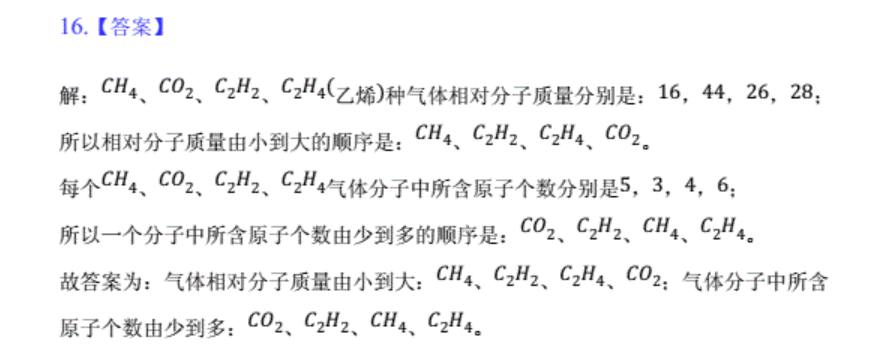 16.【答案】
解：CH₄、CO₂、C₂H₂、C₂H₄(乙烯)种气体相对分子质量分别是：16，44，26，28；
所以相对分子质量由小到大的顺序是：CH₄、C₂H₂、C₂H₄、CO₂。
每个CH₄、CO₂、C₂H₂、C₂H₄气体分子中所含原子个数分别是5，3，4，6；
所以一个分子中所含原子个数由少到多的顺序是：CO₂、C₂H₂、CH₄、C₂H₄。
故答案为：气体相对分子质量由小到大：CH₄、C₂H₂、C₂H₄、CO₂；气体分子中所含
原子个数由少到多：CO₂、C₂H₂、CH₄、C₂H₄。